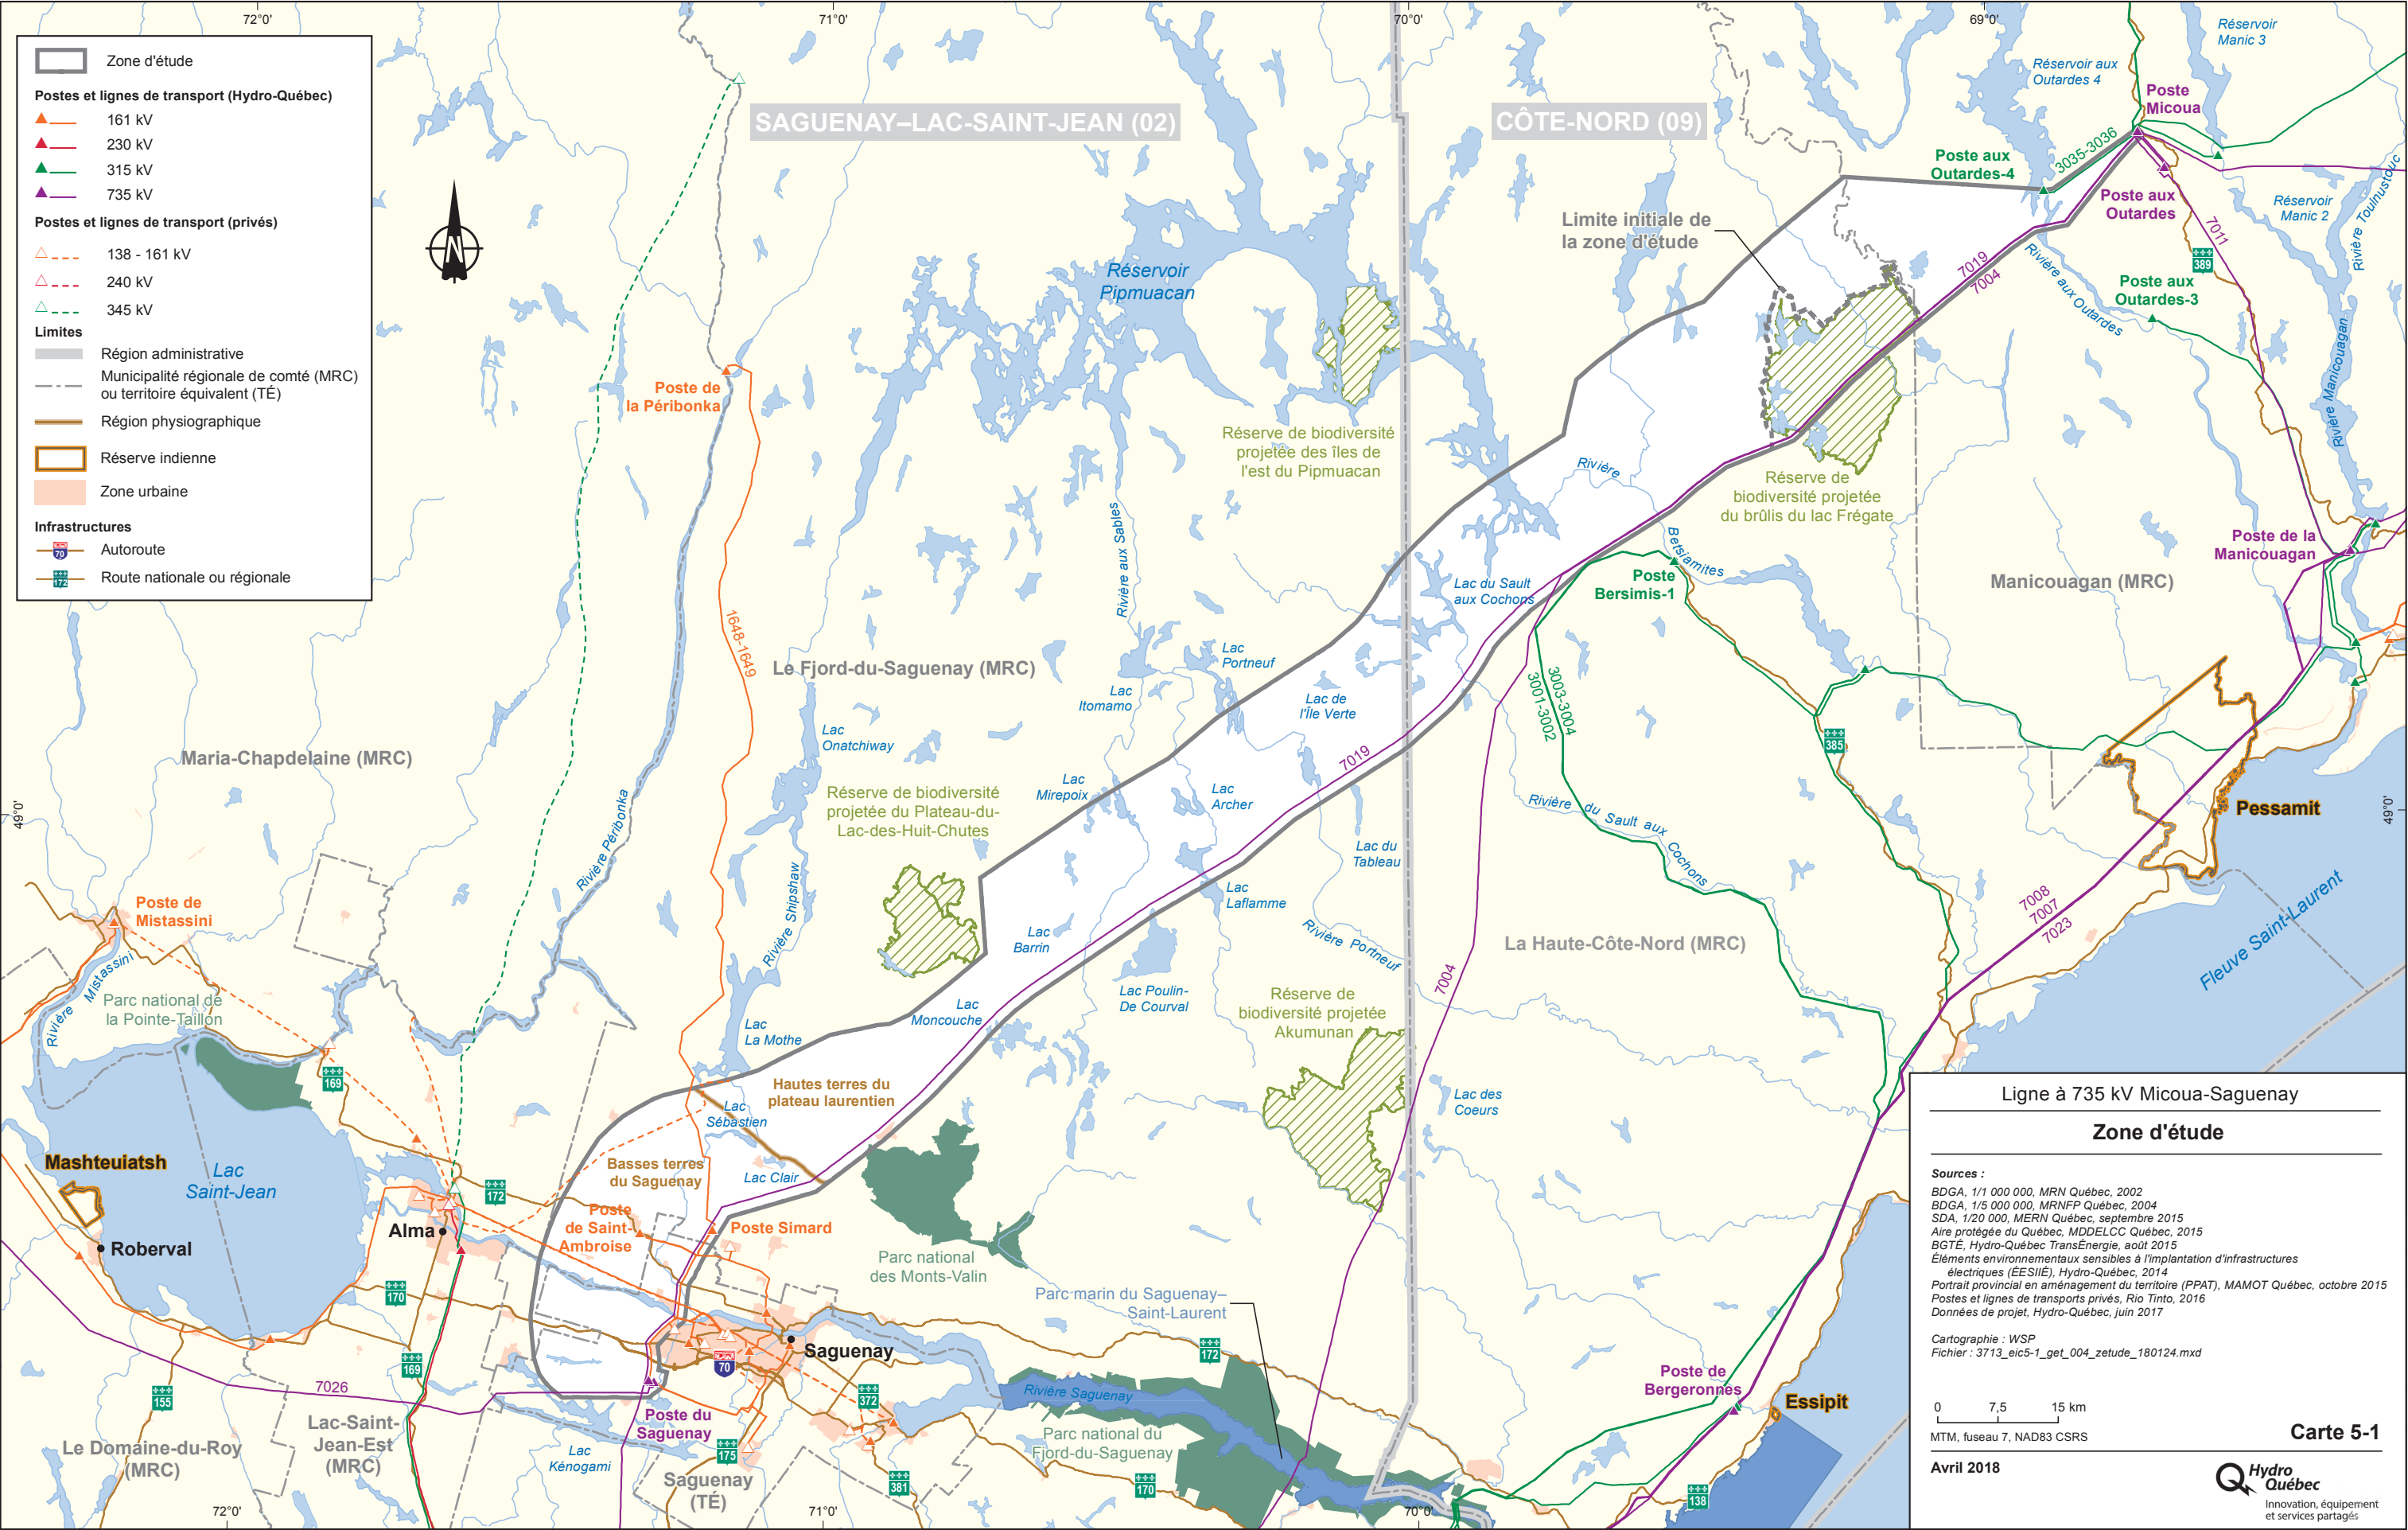 72°0'
71°0'
70°0'
69°0'
Zone d'étude
Postes et lignes de transport (Hydro-Québec)
161 kV
230 kV
315 kV
735 kV
Postes et lignes de transport (privés)
138 - 161 kV
240 kV
345 kV
Limites
Région administrative
Municipalité régionale de comté (MRC)
ou territoire équivalent (TÉ)
Région physiographique
Réserve indienne
Zone urbaine
Infrastructures
70
Autoroute
172
Route nationale ou régionale
N
SAGUENAY–LAC-SAINT-JEAN (02)
CÔTE-NORD (09)
Réservoir
Manic 3
Réservoir aux
Outardes 4
Poste
Micoua
3035-3036
Poste aux
Outardes-4
Poste aux
Outardes
Réservoir
Manic 2
Rivière Toulnustouc
7011
389
Limite initiale de
la zone d'étude
7019
7004
Rivière aux Outardes
Poste aux
Outardes-3
Rivière Manicouagan
Réservoir
Pipmuacan
Poste de
la Péribonka
Réserve de biodiversité
projetée des îles de
l'est du Pipmuacan
Rivière
Betsiamites
Réserve de
biodiversité projetée
du brûlis du lac Frégate
Poste de la
Manicouagan
Rivière aux Sables
Lac du Sault
aux Cochons
Poste
Bersimis-1
Manicouagan (MRC)
1648-1649
Le Fjord-du-Saguenay (MRC)
Lac
Portneuf
Lac
Itomamo
Lac de
l'Île Verte
3003-3004
3001-3002
Lac
Onatchiway
Maria-Chapdelaine (MRC)
7019
385
Lac
Mirepoix
Lac
Archer
Réserve de biodiversité
projetée du Plateau-du-
Lac-des-Huit-Chutes
Rivière du Sault aux
Cochons
Pessamit
49°0'
49°0'
Rivière Péribonka
Lac du
Tableau
Rivière Shipshaw
Lac
Laflamme
Poste de
Mistassini
Lac
Barrin
Rivière Portneuf
La Haute-Côte-Nord (MRC)
7008
7007
7023
Fleuve Saint-Laurent
Rivière
Mistassini
Parc national de
la Pointe-Taillon
Lac
Moncouche
Lac Poulin-
De Courval
Réserve de
biodiversité projetée
Akumunan
7004
Lac
La Mothe
169
Hautes terres du
plateau laurentien
Lac
Sébastien
Lac des
Coeurs
Mashteuiatsh
Lac
Saint-Jean
172
Basses terres
du Saguenay
Lac Clair
Alma
Roberval
Poste
de Saint-
Ambroise
Poste Simard
Parc national
des Monts-Valin
170
Parc marin du Saguenay–
Saint-Laurent
70
Saguenay
172
169
7026
155
372
Rivière Saguenay
Poste de
Bergeronnes
Essipit
Poste du
Saguenay
Lac-Saint-
Jean-Est
(MRC)
Le Domaine-du-Roy
(MRC)
Lac
Kénogami
175
Parc national du
Fjord-du-Saguenay
Saguenay
(TÉ)
381
170
138
72°0'
71°0'
70°0'
Ligne à 735 kV Micoua-Saguenay
Zone d'étude
Sources :
BDGA, 1/1 000 000, MRN Québec, 2002
BDGA, 1/5 000 000, MRNFP Québec, 2004
SDA, 1/20 000, MERN Québec, septembre 2015
Aire protégée du Québec, MDDELCC Québec, 2015
BGTÉ, Hydro-Québec TransÉnergie, août 2015
Éléments environnementaux sensibles à l'implantation d'infrastructures
électriques (ÉESIIÉ), Hydro-Québec, 2014
Portrait provincial en aménagement du territoire (PPAT), MAMOT Québec, octobre 2015
Postes et lignes de transports privés, Rio Tinto, 2016
Données de projet, Hydro-Québec, juin 2017
Cartographie : WSP
Fichier : 3713_eic5-1_get_004_zetude_180124.mxd
0 7,5 15 km
MTM, fuseau 7, NAD83 CSRS
Carte 5-1
Avril 2018
Hydro
Québec
Innovation, équipement
et services partagés